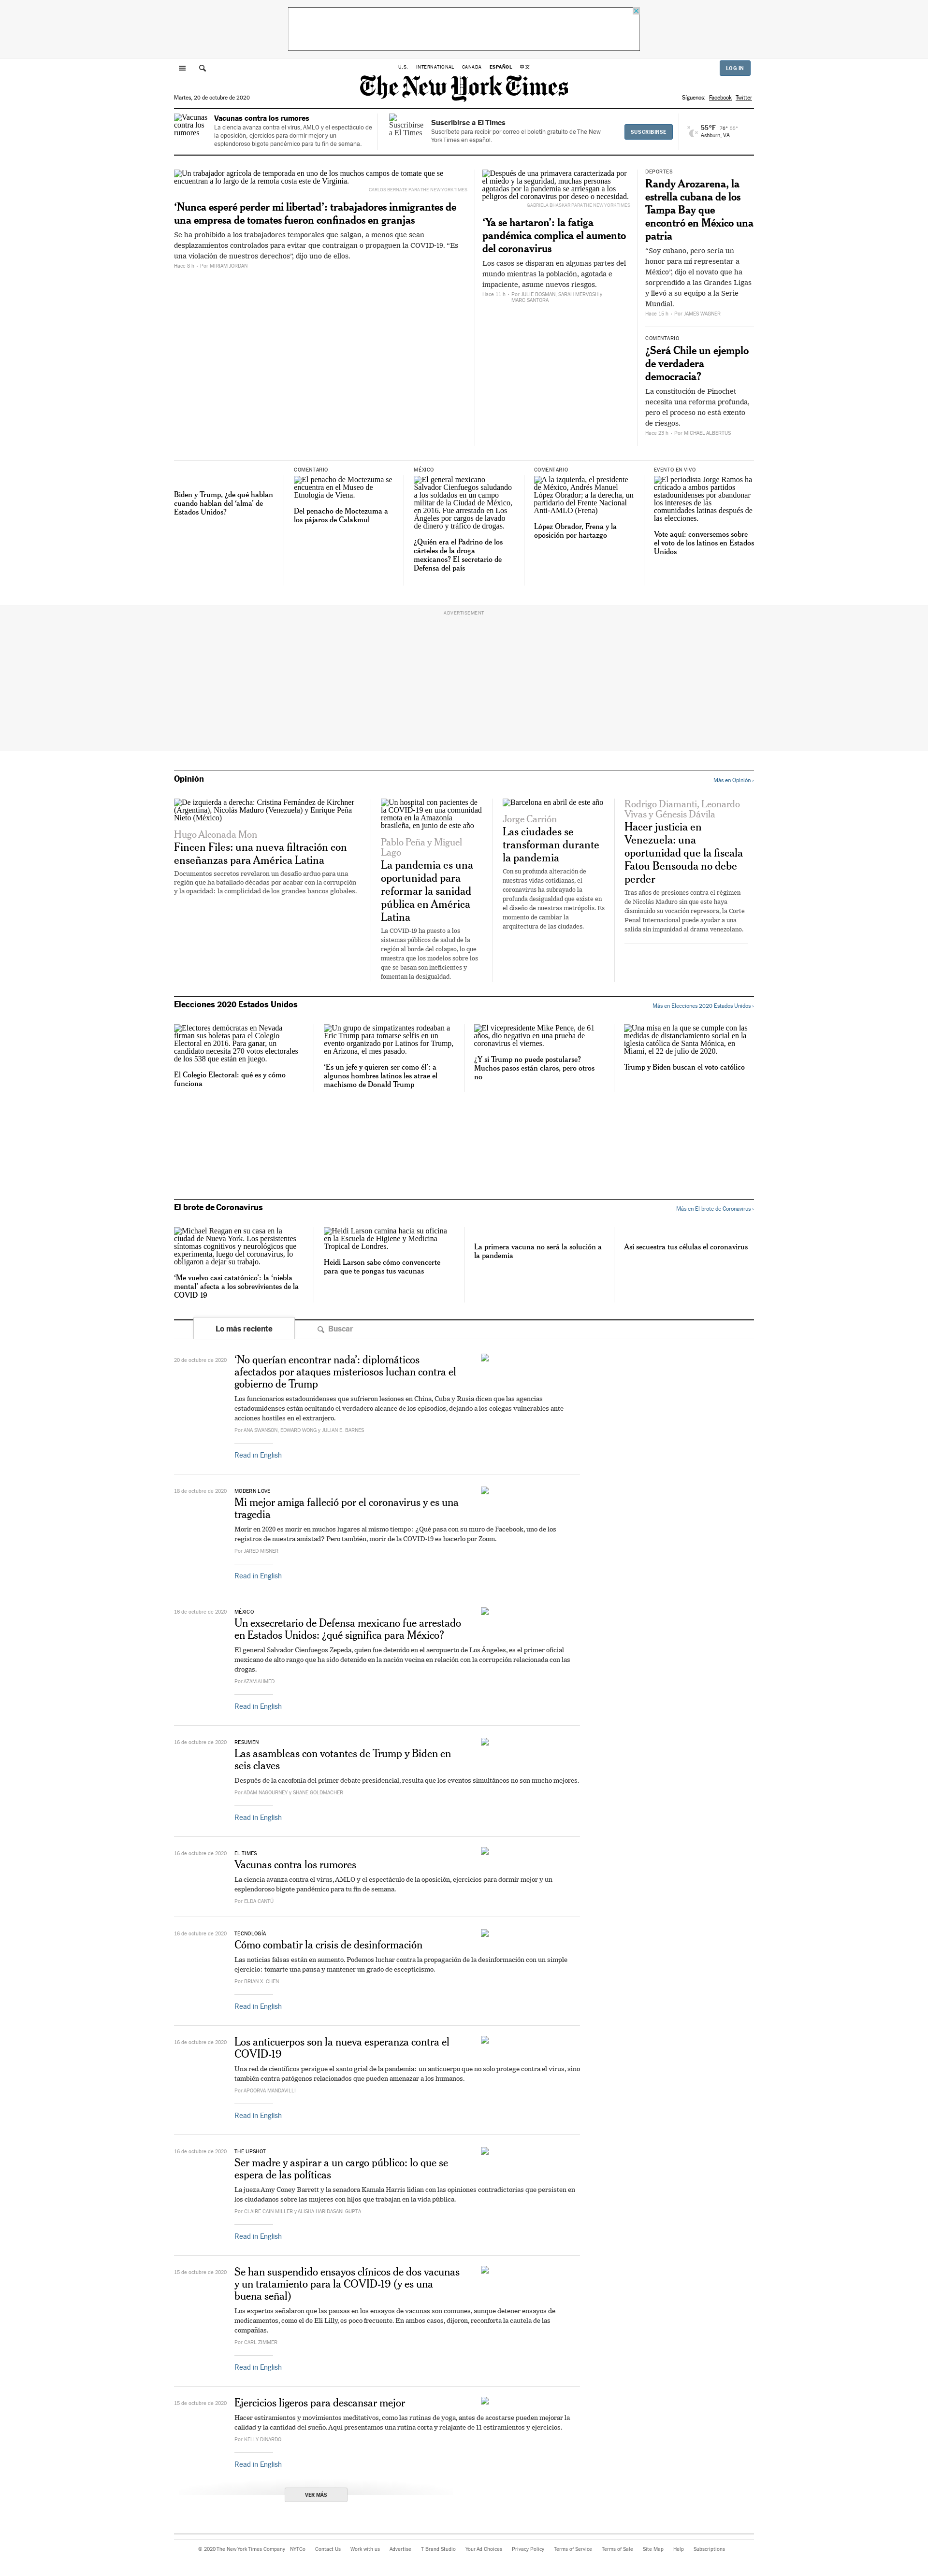 U.S. INTERNATIONAL CANADA ESPAÑOL 中文
LOG IN
The New York Times
Martes, 20 de octubre de 2020
Síguenos: Facebook Twitter
Vacunas contra los rumores
Vacunas contra los rumores
La ciencia avanza contra el virus, AMLO y el espectáculo de
la oposición, ejercicios para dormir mejor y un
esplendoroso bigote pandémico para tu fin de semana.
Suscribirse a El Times
Suscribirse a El Times
Suscríbete para recibir por correo el boletín gratuito de The New
York Times en español.
SUSCRIBIRSE
55°F 76° 55°
Ashburn, VA
Un trabajador agrícola de temporada en uno de los muchos campos de tomate que se
encuentran a lo largo de la remota costa este de Virginia.
CARLOS BERNATE PARA THE NEW YORK TIMES
‘Nunca esperé perder mi libertad’: trabajadores inmigrantes de
una empresa de tomates fueron confinados en granjas
Se ha prohibido a los trabajadores temporales que salgan, a menos que sean
desplazamientos controlados para evitar que contraigan o propaguen la COVID-19. “Es
una violación de nuestros derechos”, dijo uno de ellos.
Hace 8 h - Por MIRIAM JORDAN
Después de una primavera caracterizada por
el miedo y la seguridad, muchas personas
agotadas por la pandemia se arriesgan a los
peligros del coronavirus por deseo o necesidad.
GABRIELA BHASKAR PARA THE NEW YORK TIMES
‘Ya se hartaron’: la fatiga
pandémica complica el aumento
del coronavirus
Los casos se disparan en algunas partes del
mundo mientras la población, agotada e
impaciente, asume nuevos riesgos.
Hace 11 h - Por JULIE BOSMAN, SARAH MERVOSH y
MARC SANTORA
DEPORTES
Randy Arozarena, la
estrella cubana de los
Tampa Bay que
encontró en México una
patria
“Soy cubano, pero sería un
honor para mí representar a
México”, dijo el novato que ha
sorprendido a las Grandes Ligas
y llevó a su equipo a la Serie
Mundial.
Hace 15 h - Por JAMES WAGNER
COMENTARIO
¿Será Chile un ejemplo
de verdadera
democracia?
La constitución de Pinochet
necesita una reforma profunda,
pero el proceso no está exento
de riesgos.
Hace 23 h - Por MICHAEL ALBERTUS
Biden y Trump, ¿de qué hablan
cuando hablan del ‘alma’ de
Estados Unidos?
COMENTARIO
El penacho de Moctezuma se
encuentra en el Museo de
Etnología de Viena.
Del penacho de Moctezuma a
los pájaros de Calakmul
MÉXICO
El general mexicano
Salvador Cienfuegos saludando
a los soldados en un campo
militar de la Ciudad de México,
en 2016. Fue arrestado en Los
Ángeles por cargos de lavado
de dinero y tráfico de drogas.
¿Quién era el Padrino de los
cárteles de la droga
mexicanos? El secretario de
Defensa del país
COMENTARIO
A la izquierda, el presidente
de México, Andrés Manuel
López Obrador; a la derecha, un
partidario del Frente Nacional
Anti-AMLO (Frena)
López Obrador, Frena y la
oposición por hartazgo
EVENTO EN VIVO
El periodista Jorge Ramos ha
criticado a ambos partidos
estadounidenses por abandonar
los intereses de las
comunidades latinas después de
las elecciones.
Vote aquí: conversemos sobre
el voto de los latinos en Estados
Unidos
ADVERTISEMENT
Opinión
Más en Opinión ›
De izquierda a derecha: Cristina Fernández de Kirchner
(Argentina), Nicolás Maduro (Venezuela) y Enrique Peña
Nieto (México)
Hugo Alconada Mon
Fincen Files: una nueva filtración con
enseñanzas para América Latina
Documentos secretos revelaron un desafío arduo para una
región que ha batallado décadas por acabar con la corrupción
y la opacidad: la complicidad de los grandes bancos globales.
Un hospital con pacientes de
la COVID-19 en una comunidad
remota en la Amazonía
brasileña, en junio de este año
Pablo Peña y Miguel
Lago
La pandemia es una
oportunidad para
reformar la sanidad
pública en América
Latina
La COVID-19 ha puesto a los
sistemas públicos de salud de la
región al borde del colapso, lo que
muestra que los modelos sobre los
que se basan son ineficientes y
fomentan la desigualdad.
Barcelona en abril de este año
Jorge Carrión
Las ciudades se
transforman durante
la pandemia
Con su profunda alteración de
nuestras vidas cotidianas, el
coronavirus ha subrayado la
profunda desigualdad que existe en
el diseño de nuestras metrópolis. Es
momento de cambiar la
arquitectura de las ciudades.
Rodrigo Diamanti, Leonardo
Vivas y Génesis Dávila
Hacer justicia en
Venezuela: una
oportunidad que la fiscala
Fatou Bensouda no debe
perder
Tras años de presiones contra el régimen
de Nicolás Maduro sin que este haya
disminuido su vocación represora, la Corte
Penal Internacional puede ayudar a una
salida sin impunidad al drama venezolano.
Elecciones 2020 Estados Unidos
Más en Elecciones 2020 Estados Unidos ›
Electores demócratas en Nevada
firman sus boletas para el Colegio
Electoral en 2016. Para ganar, un
candidato necesita 270 votos electorales
de los 538 que están en juego.
El Colegio Electoral: qué es y cómo
funciona
Un grupo de simpatizantes rodeaban a
Eric Trump para tomarse selfis en un
evento organizado por Latinos for Trump,
en Arizona, el mes pasado.
‘Es un jefe y quieren ser como él’: a
algunos hombres latinos les atrae el
machismo de Donald Trump
El vicepresidente Mike Pence, de 61
años, dio negativo en una prueba de
coronavirus el viernes.
¿Y si Trump no puede postularse?
Muchos pasos están claros, pero otros
no
Una misa en la que se cumple con las
medidas de distanciamiento social en la
iglesia católica de Santa Mónica, en
Miami, el 22 de julio de 2020.
Trump y Biden buscan el voto católico
El brote de Coronavirus
Más en El brote de Coronavirus ›
Michael Reagan en su casa en la
ciudad de Nueva York. Los persistentes
síntomas cognitivos y neurológicos que
experimenta, luego del coronavirus, lo
obligaron a dejar su trabajo.
‘Me vuelvo casi catatónico’: la ‘niebla
mental’ afecta a los sobrevivientes de la
COVID-19
Heidi Larson camina hacia su oficina
en la Escuela de Higiene y Medicina
Tropical de Londres.
Heidi Larson sabe cómo convencerte
para que te pongas tus vacunas
La primera vacuna no será la solución a
la pandemia
Así secuestra tus células el coronavirus
Lo más reciente
Buscar
20 de octubre de 2020
‘No querían encontrar nada’: diplomáticos
afectados por ataques misteriosos luchan contra el
gobierno de Trump
Los funcionarios estadounidenses que sufrieron lesiones en China, Cuba y Rusia dicen que las agencias
estadounidenses están ocultando el verdadero alcance de los episodios, dejando a los colegas vulnerables ante
acciones hostiles en el extranjero.
Por ANA SWANSON, EDWARD WONG y JULIAN E. BARNES
Read in English
16 de octubre de 2020
MODERN LOVE
Mi mejor amiga falleció por el coronavirus y es una
tragedia
Morir en 2020 es morir en muchos lugares al mismo tiempo: ¿Qué pasa con su muro de Facebook, uno de los
registros de nuestra amistad? Pero también, morir de la COVID-19 es hacerlo por Zoom.
Por JARED MISNER
Read in English
16 de octubre de 2020
MÉXICO
Un exsecretario de Defensa mexicano fue arrestado
en Estados Unidos: ¿qué significa para México?
El general Salvador Cienfuegos Zepeda, quien fue detenido en el aeropuerto de Los Ángeles, es el primer oficial
mexicano de alto rango que ha sido detenido en la nación vecina en relación con la corrupción relacionada con las
drogas.
Por AZAM AHMED
Read in English
16 de octubre de 2020
RESUMEN
Las asambleas con votantes de Trump y Biden en
seis claves
Después de la cacofonía del primer debate presidencial, resulta que los eventos simultáneos no son mucho mejores.
Por ADAM NAGOURNEY y SHANE GOLDMACHER
Read in English
16 de octubre de 2020
EL TIMES
Vacunas contra los rumores
La ciencia avanza contra el virus, AMLO y el espectáculo de la oposición, ejercicios para dormir mejor y un
esplendoroso bigote pandémico para tu fin de semana.
Por ELDA CANTÚ
16 de octubre de 2020
TECNOLOGÍA
Cómo combatir la crisis de desinformación
Las noticias falsas están en aumento. Podemos luchar contra la propagación de la desinformación con un simple
ejercicio: tomarte una pausa y mantener un grado de escepticismo.
Por BRIAN X. CHEN
Read in English
16 de octubre de 2020
Los anticuerpos son la nueva esperanza contra el
COVID-19
Una red de científicos persigue el santo grial de la pandemia: un anticuerpo que no solo protege contra el virus, sino
también contra patógenos relacionados que pueden amenazar a los humanos.
Por APOORVA MANDAVILLI
Read in English
16 de octubre de 2020
THE UPSHOT
Ser madre y aspirar a un cargo público: lo que se
espera de las políticas
La jueza Amy Coney Barrett y la senadora Kamala Harris lidian con las opiniones contradictorias que persisten en
los ciudadanos sobre las mujeres con hijos que trabajan en la vida pública.
Por CLAIRE CAIN MILLER y ALISHA HARIDASANI GUPTA
Read in English
15 de octubre de 2020
Se han suspendido ensayos clínicos de dos vacunas
y un tratamiento para la COVID-19 (y es una
buena señal)
Los expertos señalaron que las pausas en los ensayos de vacunas son comunes, aunque detener ensayos de
medicamentos, como el de Eli Lilly, es poco frecuente. En ambos casos, dijeron, reconforta la cautela de las
compañías.
Por CARL ZIMMER
Read in English
15 de octubre de 2020
Ejercicios ligeros para descansar mejor
Hacer estiramientos y movimientos meditativos, como las rutinas de yoga, antes de acostarse pueden mejorar la
calidad y la cantidad del sueño. Aquí presentamos una rutina corta y relajante de 11 estiramientos y ejercicios.
Por KELLY DINARDO
Read in English
VER MÁS
© 2020 The New York Times Company NYTCo Contact Us Work with us Advertise T Brand Studio Your Ad Choices Privacy Policy Terms of Service Terms of Sale Site Map Help Subscriptions